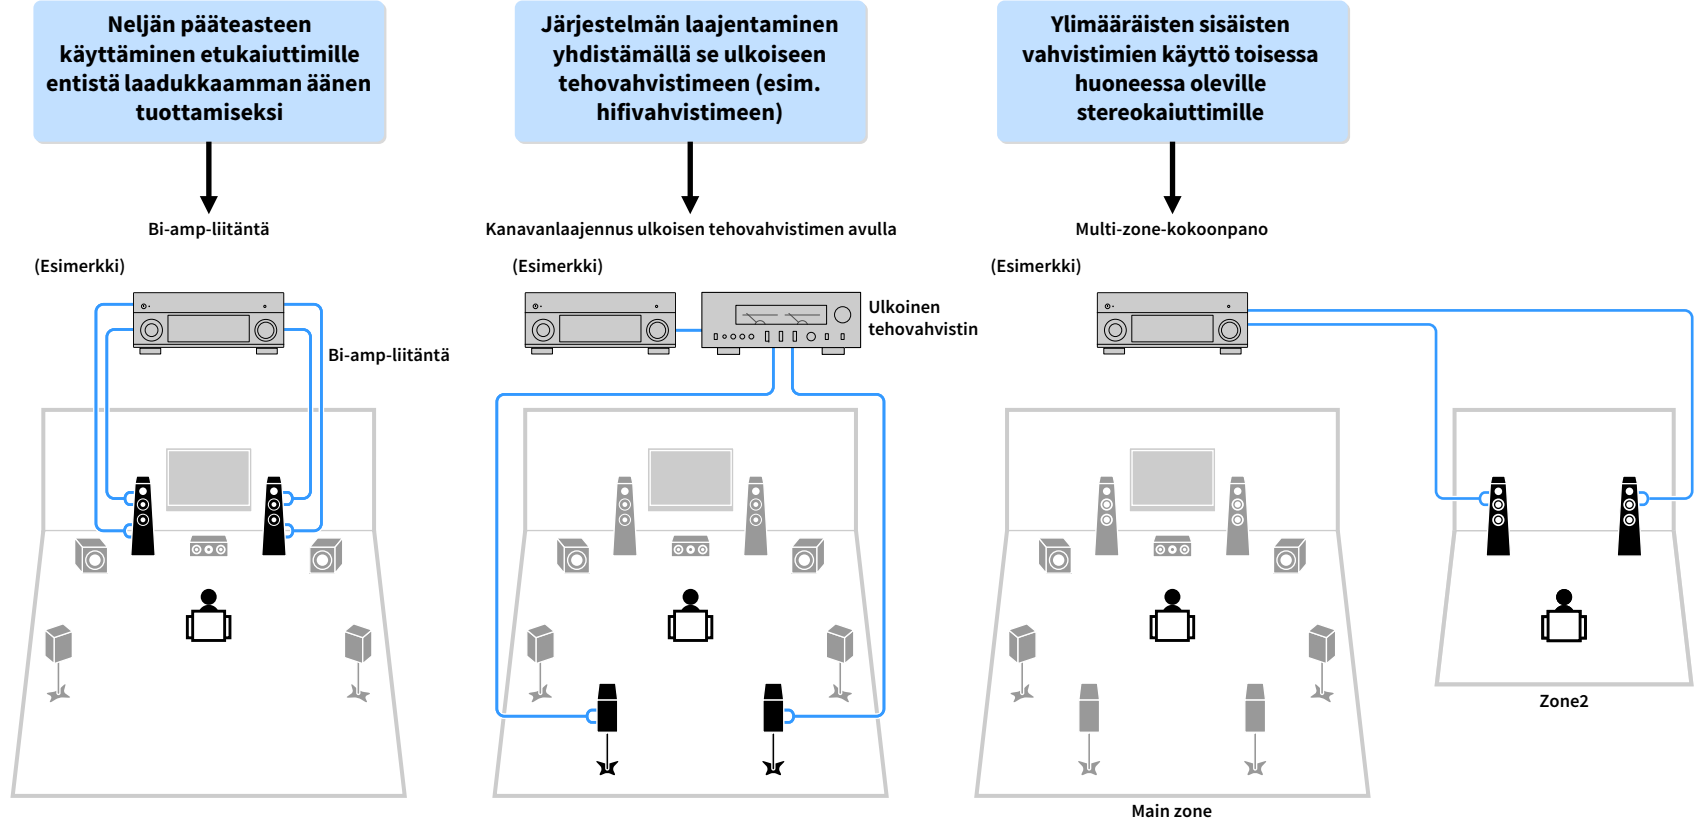 Neljän pääteasteen
käyttäminen etukaiuttimille
entistä laadukkaamman äänen
tuottamiseksi
Bi-amp-liitäntä
(Esimerkki)
Bi-amp-liitäntä
Järjestelmän laajentaminen
yhdistämällä se ulkoiseen
tehovahvistimeen (esim.
hifivahvistimeen)
Kanavanlaajennus ulkoisen tehovahvistimen avulla
(Esimerkki)
Ulkoinen
tehovahvistin
Ylimääräisten sisäisten
vahvistimien käyttö toisessa
huoneessa oleville
stereokaiuttimille
Multi-zone-kokoonpano
(Esimerkki)
Zone2
Main zone